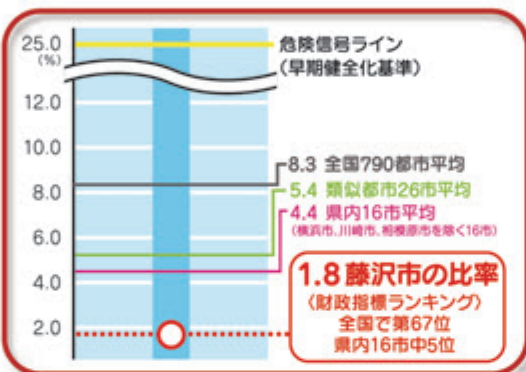 25.0
(%)
12.0
10.0
8.0
6.0
4.0
2.0
危険信号ライン
(早期健全化基準)
8.3 全国790都市平均
5.4 類似都市26市平均
4.4 県内16市平均
(横浜市、川崎市、相模原市を除く16市)
1.8 藤沢市の比率
〈財政指標ランキング〉
全国で第67位
県内16市中5位